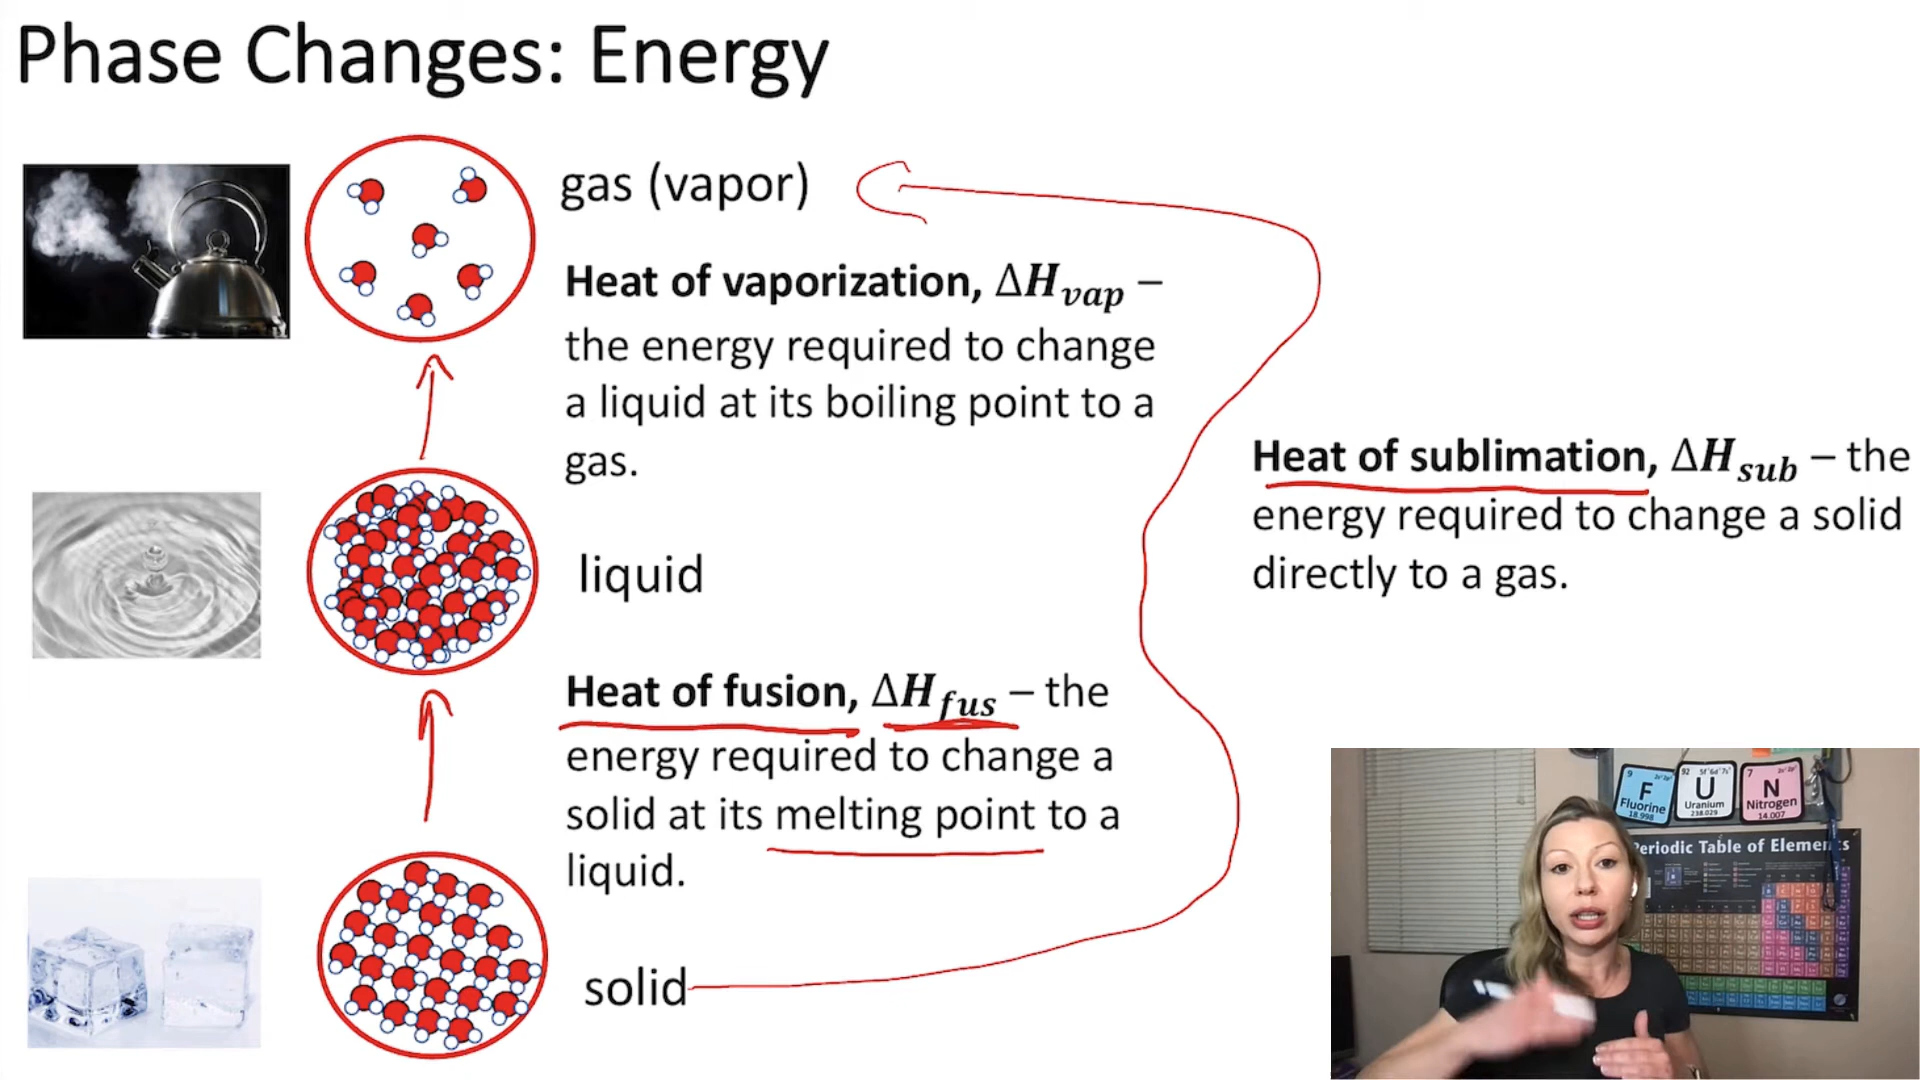 Phase Changes: Energy
gas (vapor)
Heat of vaporization, ΔH_vap –
the energy required to change
a liquid at its boiling point to a
gas.
liquid
Heat of fusion, ΔH_fus – the
energy required to change a
solid at its melting point to a
liquid.
solid
Heat of sublimation, ΔH_sub – the
energy required to change a solid
directly to a gas.
9
F
Fluorine
18.998
92
U
Uranium
238.029
7
N
Nitrogen
14.007
Periodic Table of Elements